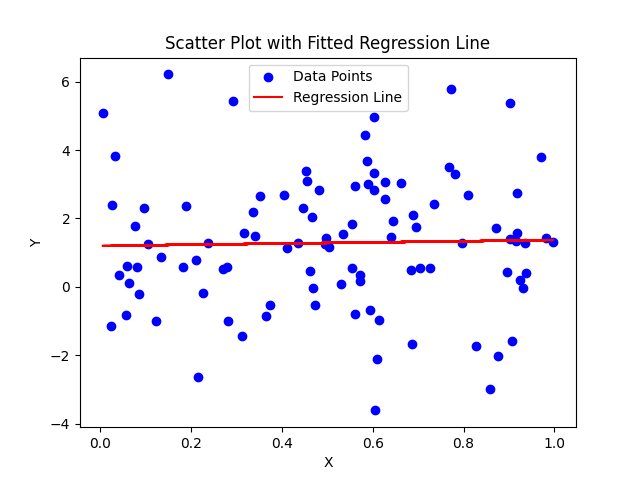 Scatter Plot with Fitted Regression Line
Data Points
Regression Line
6
4
2
0
−2
−4
Y
0.0 0.2 0.4 0.6 0.8 1.0
X